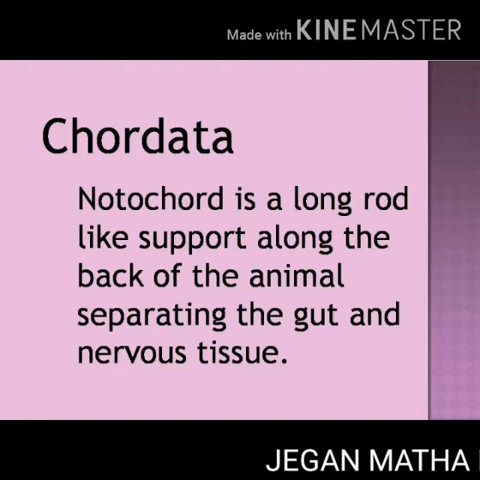 Made with KINEMASTER
Chordata
Notochord is a long rod
like support along the
back of the animal
separating the gut and
nervous tissue.
JEGAN MATHA